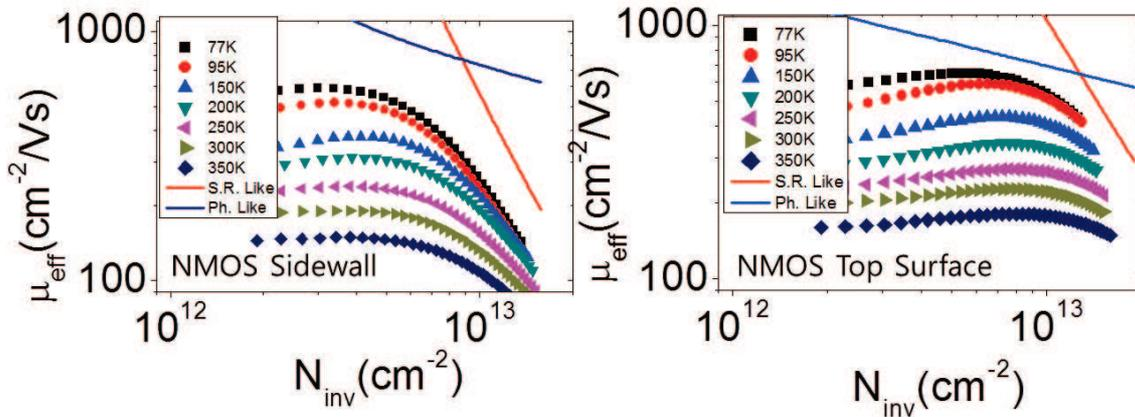 1000
77K
95K
150K
200K
250K
300K
350K
S.R. Like
Ph. Like
μeff(cm-2/Vs)
100
NMOS Sidewall
10^12
10^13
Ninv(cm-2)
1000
77K
95K
150K
200K
250K
300K
350K
S.R. Like
Ph. Like
μeff(cm-2/Vs)
100
NMOS Top Surface
10^12
10^13
Ninv(cm-2)